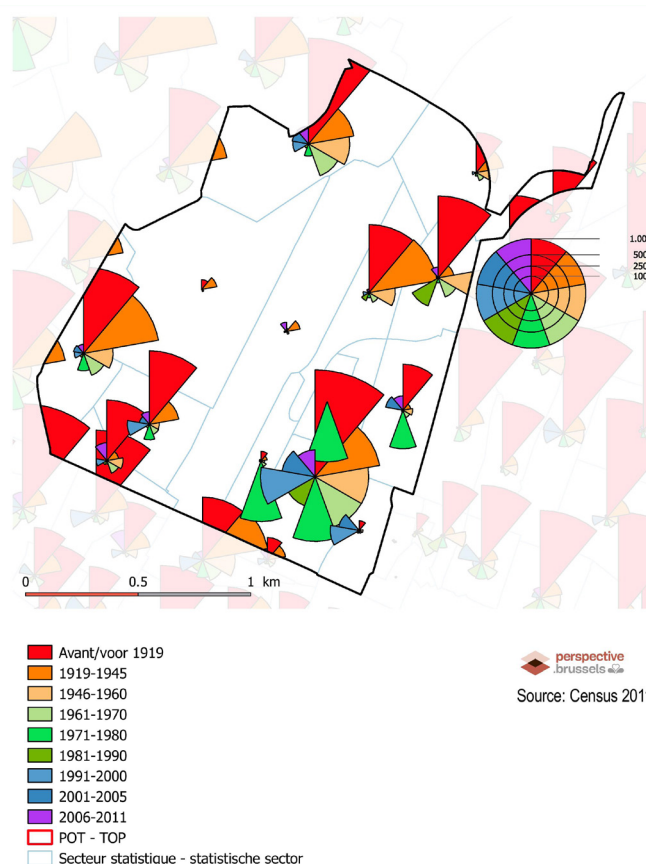 1.00
500
250
100
0 0.5 1 km
Avant/voor 1919
1919-1945
1946-1960
1961-1970
1971-1980
1981-1990
1991-2000
2001-2005
2006-2011
POT - TOP
Secteur statistique - statistische sector
perspective
.brussels
Source: Census 201